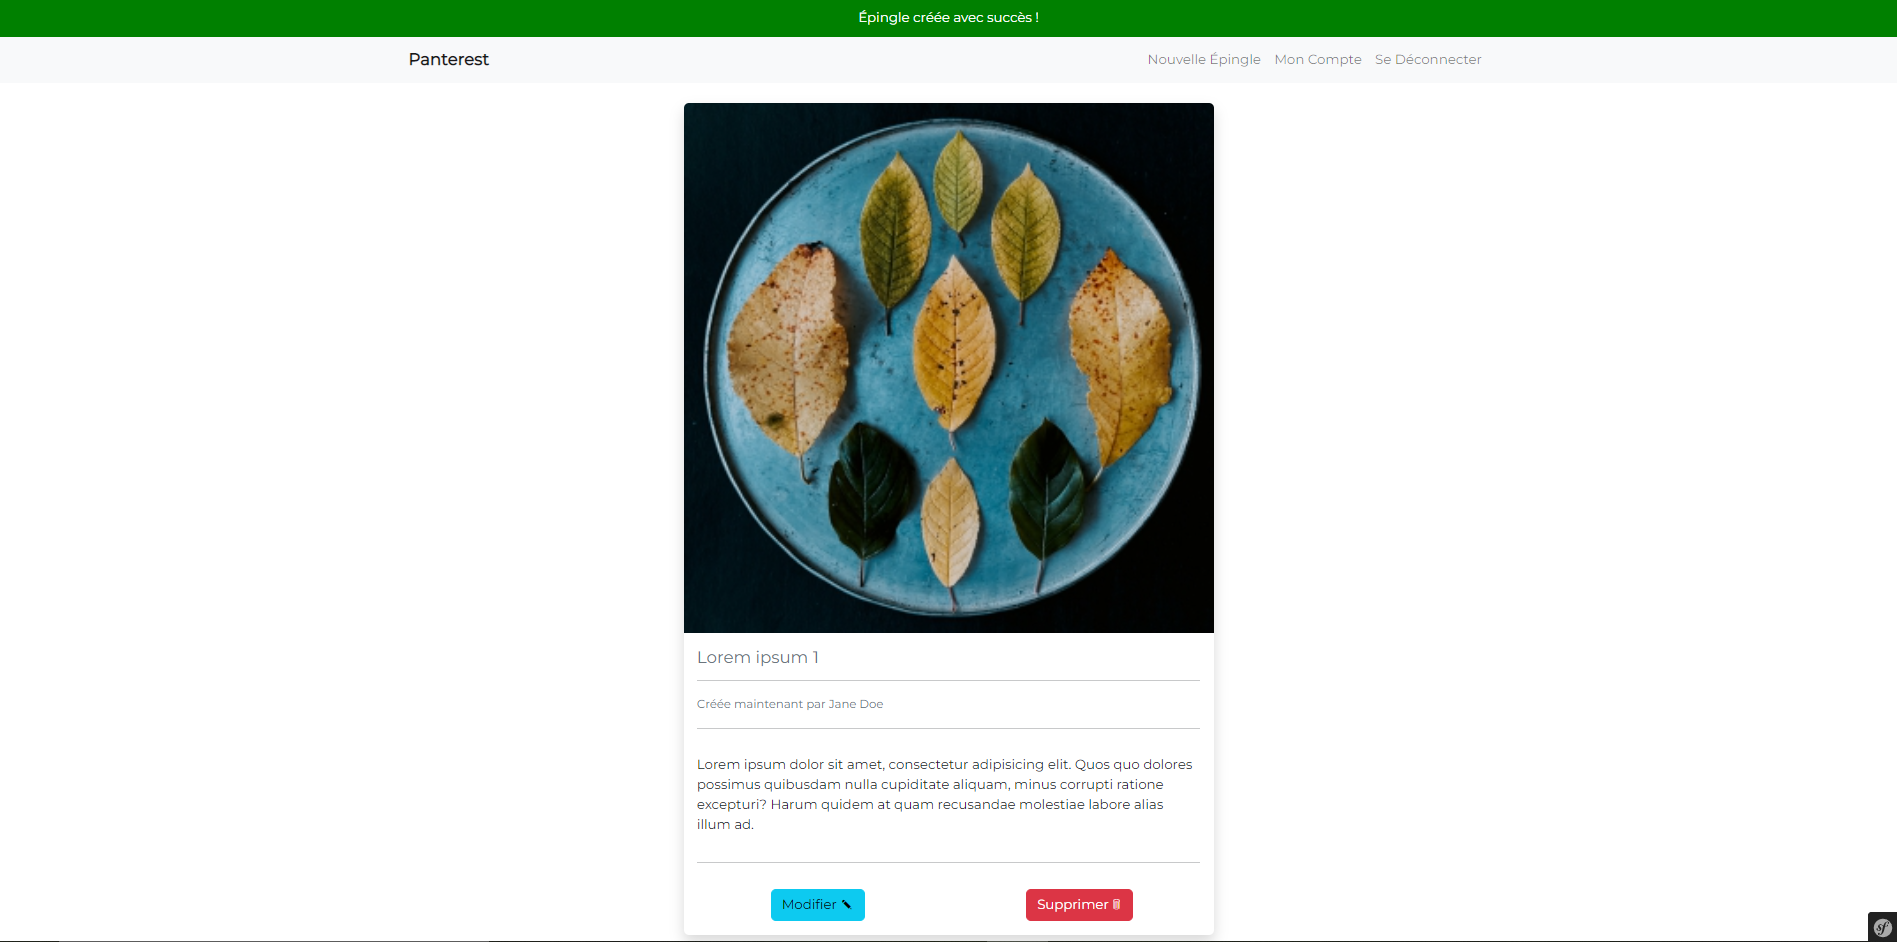 Épingle créée avec succès !
Panterest
Nouvelle Épingle Mon Compte Se Déconnecter
Lorem ipsum 1
Créée maintenant par Jane Doe
Lorem ipsum dolor sit amet, consectetur adipisicing elit. Quos quo dolores
possimus quibusdam nulla cupiditate aliquam, minus corrupti ratione
excepturi? Harum quidem at quam recusandae molestiae labore alias
illum ad.
Modifier
Supprimer
sf